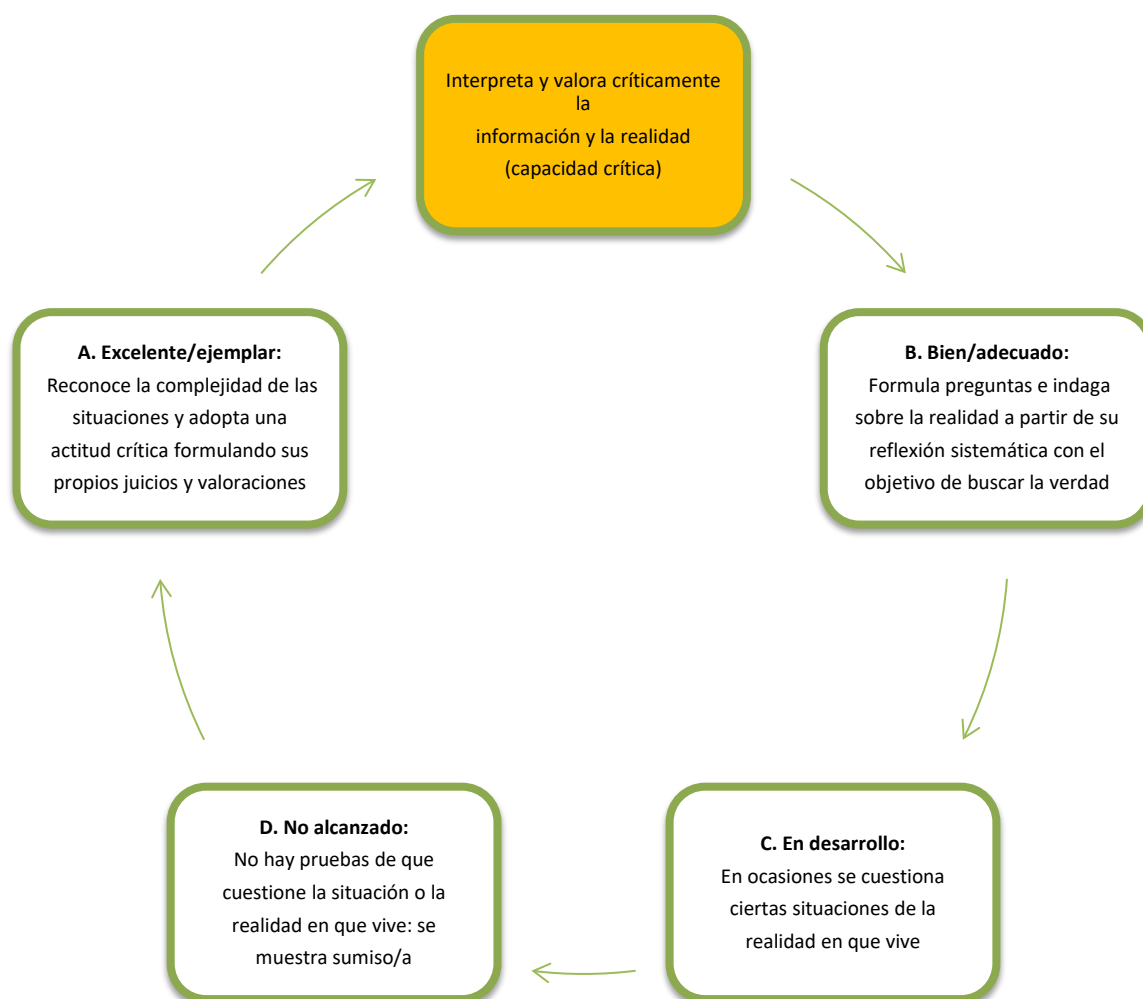 Interpreta y valora críticamente
la
información y la realidad
(capacidad crítica)
A. Excelente/ejemplar:
Reconoce la complejidad de las
situaciones y adopta una
actitud crítica formulando sus
propios juicios y valoraciones
B. Bien/adecuado:
Formula preguntas e indaga
sobre la realidad a partir de su
reflexión sistemática con el
objetivo de buscar la verdad
D. No alcanzado:
No hay pruebas de que
cuestione la situación o la
realidad en que vive: se
muestra sumiso/a
C. En desarrollo:
En ocasiones se cuestiona
ciertas situaciones de la
realidad en que vive